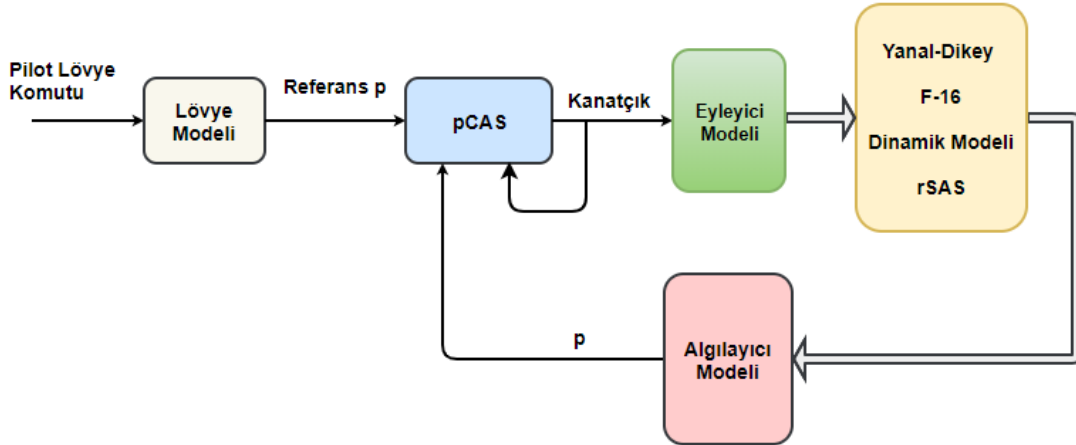 Pilot Lövye
Komutu
Lövye
Modeli
Referans p
pCAS
Kanatçık
Eyleyici
Modeli
Yanal-Dikey
F-16
Dinamik Modeli
rSAS
p
Algılayıcı
Modeli